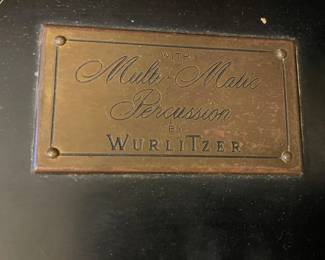 WITH
Multi-Matic
Percussion
BY
WURLITZER